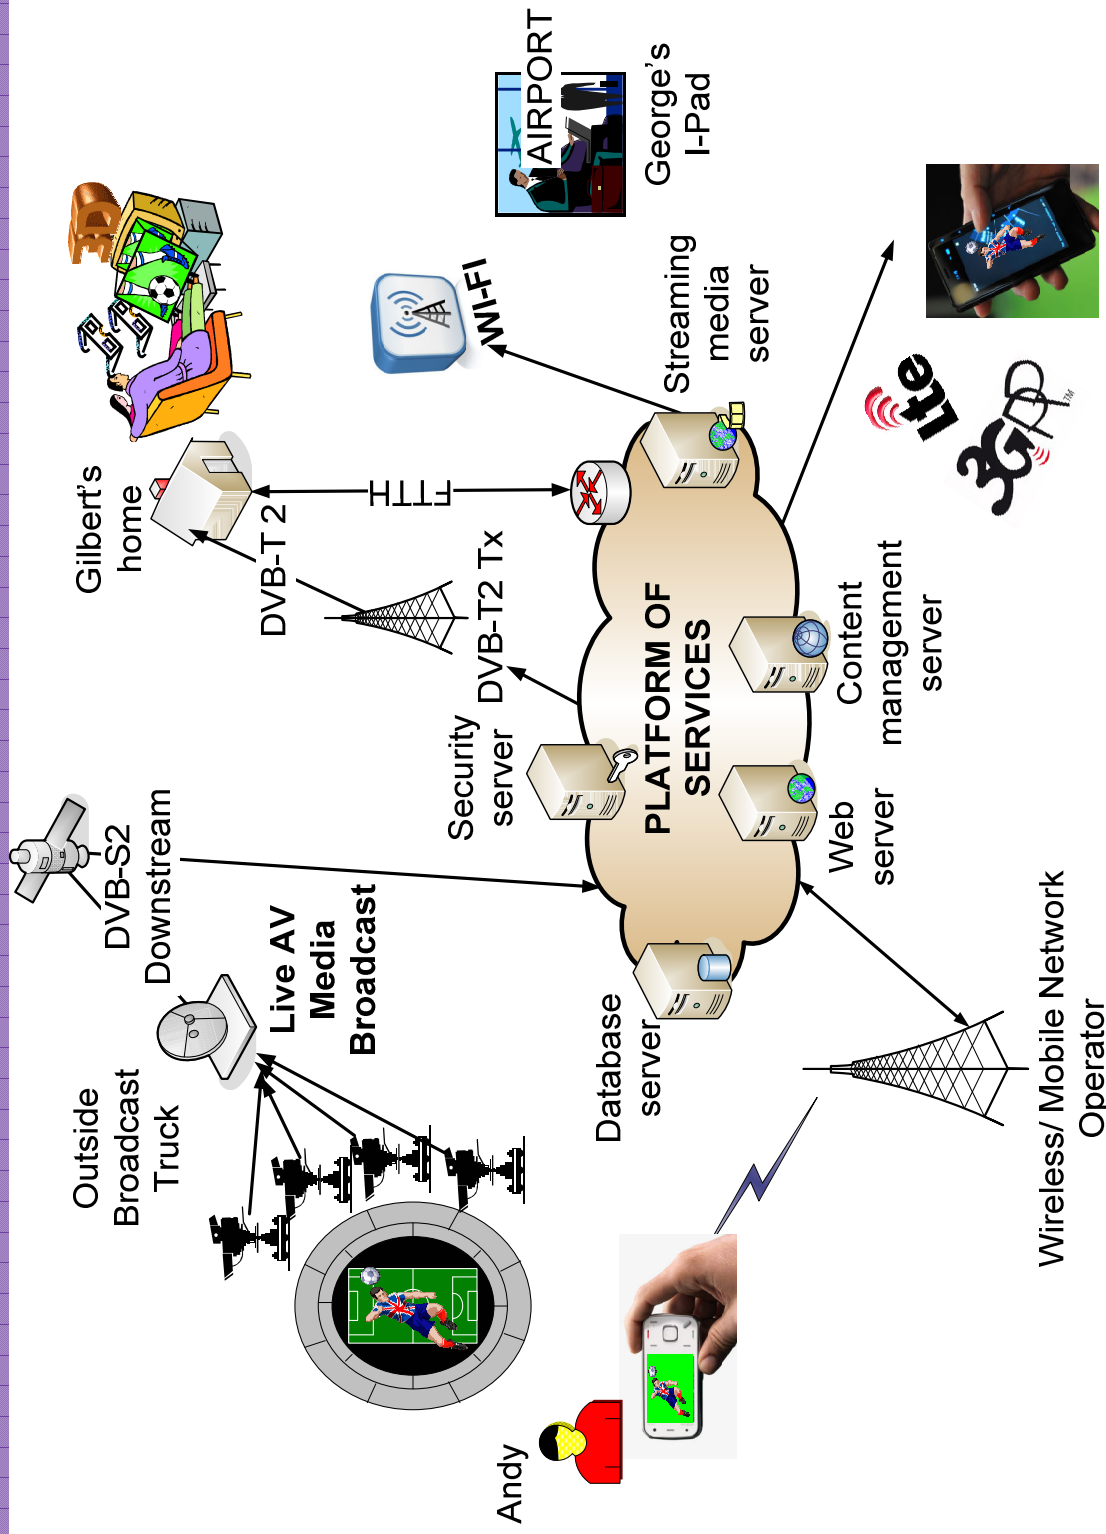 DVB-S2
Downstream
Gilbert's
home
3D
Outside
Broadcast
Truck
Live AV
Media
Broadcast
DVB-T 2
FTTH
WI-FI
DVB-T2 Tx
Security
server
AIRPORT
George's
I-Pad
Andy
Database
server
PLATFORM OF
SERVICES
Streaming
media
server
Web
server
Content
management
server
Lte
3GPP
TM
Wireless/ Mobile Network
Operator